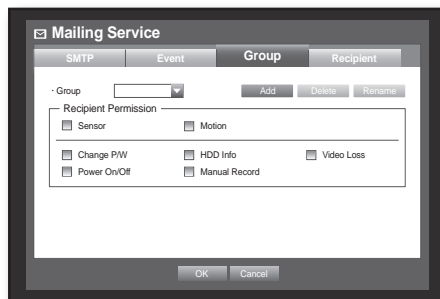 Mailing Service
SMTP Event Group Recipient
· Group Add Delete Rename
Recipient Permission
Sensor Motion
Change P/W HDD Info Video Loss
Power On/Off Manual Record
OK Cancel